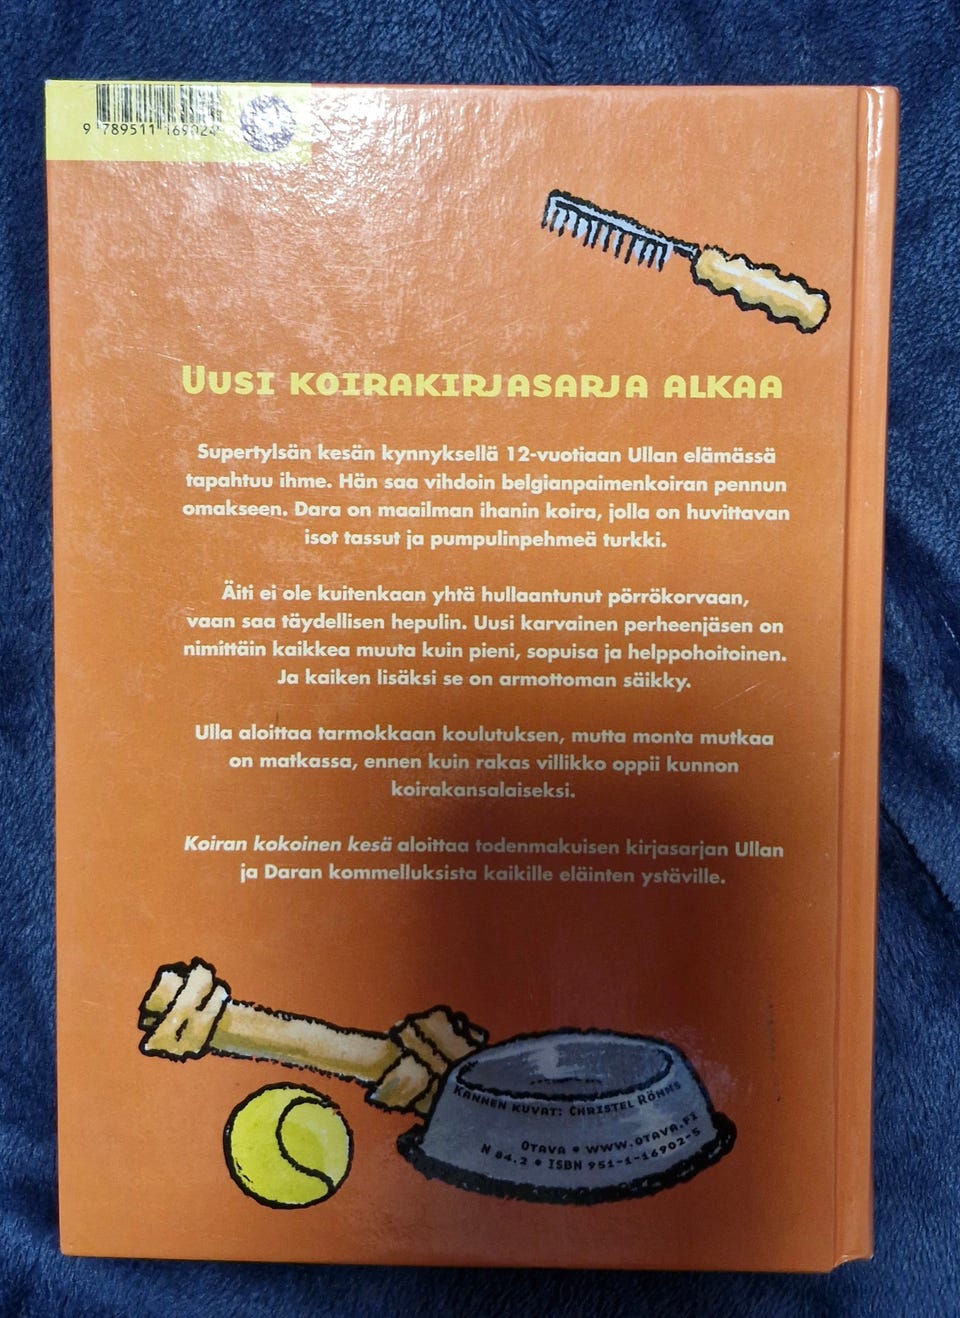 9 789511 169024
UUSI KOIRAKIRJASARJA ALKAA
Supertylsän kesän kynnyksellä 12-vuotiaan Ullan elämässä
tapahtuu ihme. Hän saa vihdoin belgianpaimenkoiran pennun
omakseen. Dara on maailman ihanin koira, jolla on huvittavan
isot tassut ja pumpulinpehmeä turkki.
Äiti ei ole kuitenkaan yhtä hullaantunut pörrökorvaan,
vaan saa täydellisen hepulin. Uusi karvainen perheenjäsen on
nimittäin kaikkea muuta kuin pieni, sopuisa ja helppohoitoinen.
Ja kaiken lisäksi se on armottoman säikky.
Ulla aloittaa tarmokkaan koulutuksen, mutta monta mutkaa
on matkassa, ennen kuin rakas villikko oppii kunnon
koirakansalaiseksi.
Koiran kokoinen kesä aloittaa todenmakuisen kirjasarjan Ullan
ja Daran kommelluksista kaikille eläinten ystäville.
KANNEN KUVAT: CHRISTEL RÖNNS
OTAVA • WWW.OTAVA.FI
N 84.2 • ISBN 951-1-16902-5